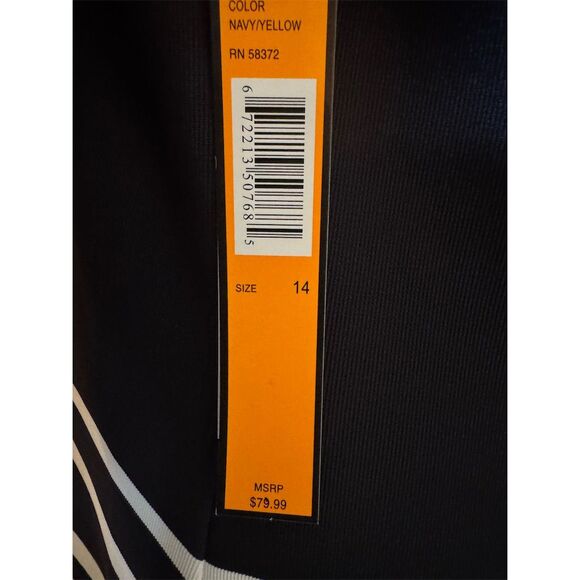 COLOR
NAVY/YELLOW
RN 58372
6 72213 50768 5
SIZE 14
MSRP
$79.99